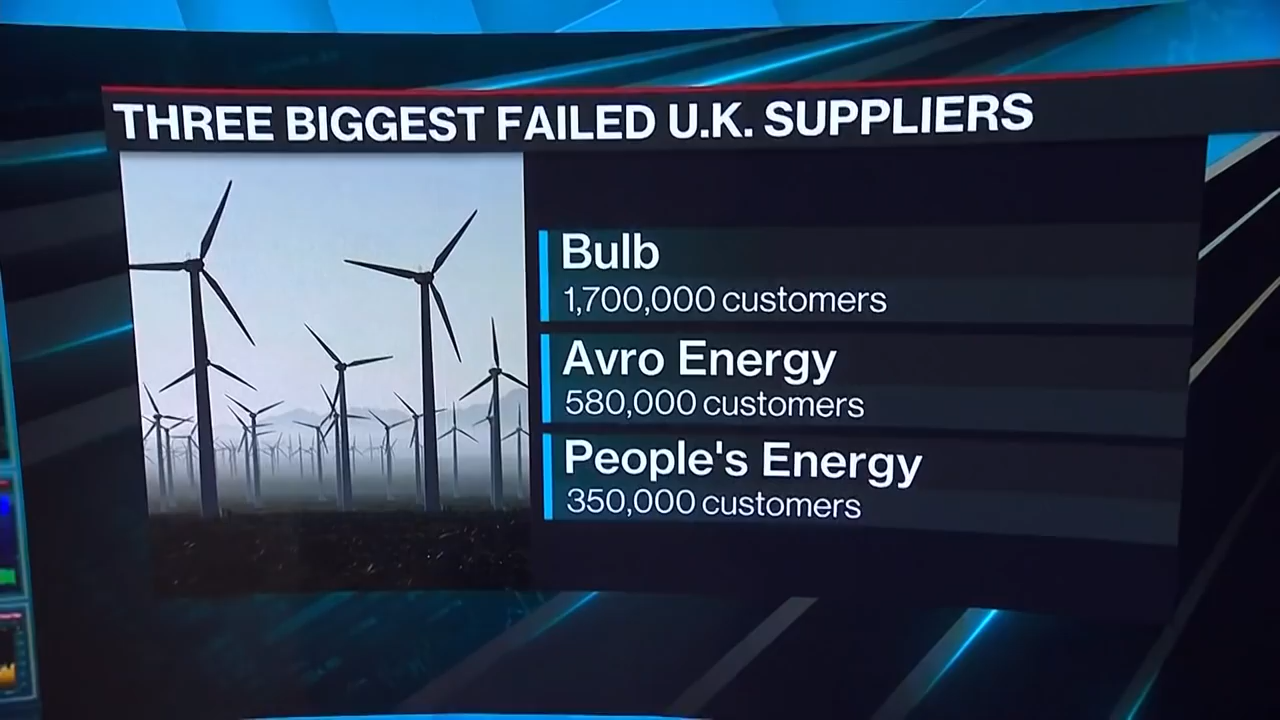 THREE BIGGEST FAILED U.K. SUPPLIERS
Bulb
1,700,000 customers
Avro Energy
580,000 customers
People's Energy
350,000 customers